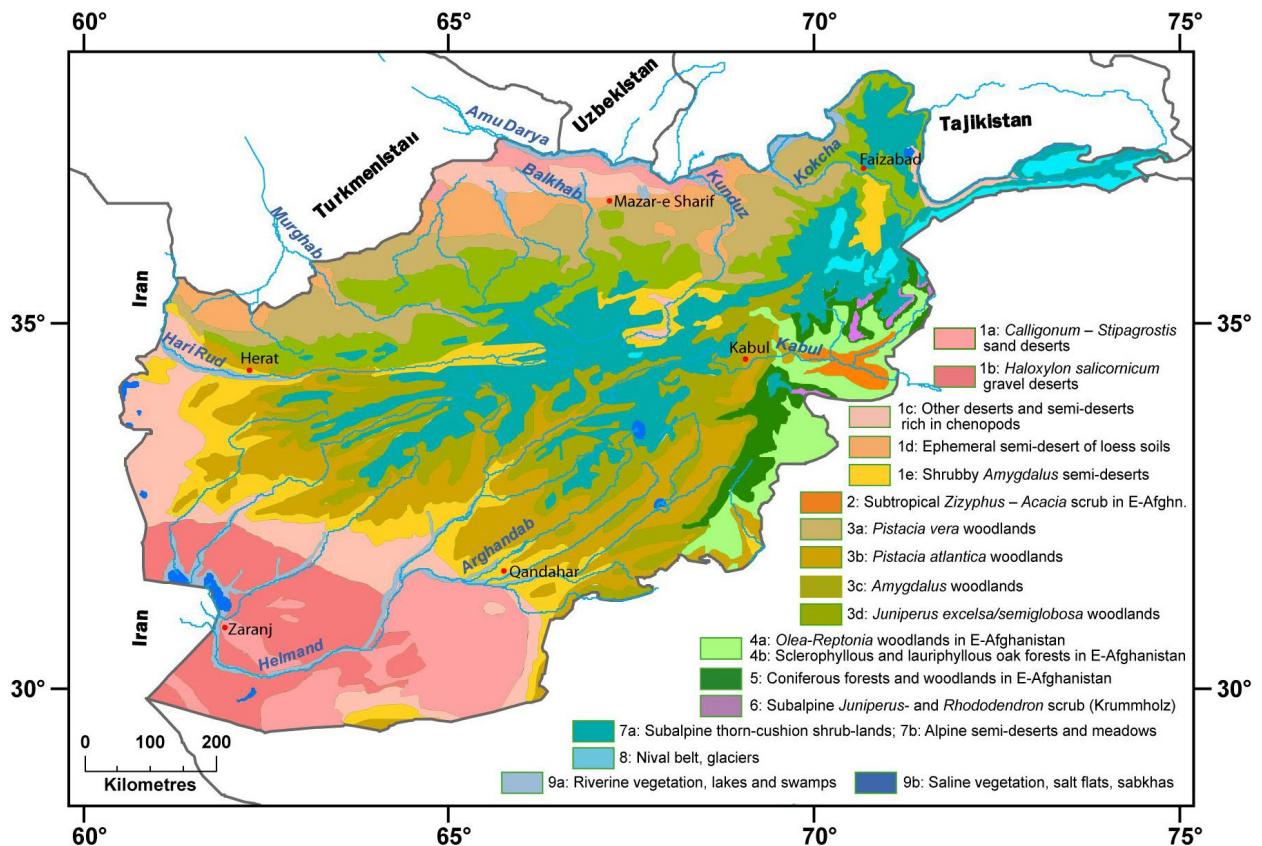 60°
65°
70°
75°
Uzbekistan
Tajikistan
Turkmenistan
Amu Darya
Balkhab
Kunduz
Kokcha
Faizabad
Mazar-e Sharif
Murghab
Iran
35°
35°
Hari Rud
Herat
Kabul
Kabul
1a: Calligonum – Stipagrostis
sand deserts
1b: Haloxylon salicornicum
gravel deserts
1c: Other deserts and semi-deserts
rich in chenopods
1d: Ephemeral semi-desert of loess soils
1e: Shrubby Amygdalus semi-deserts
2: Subtropical Zizyphus – Acacia scrub in E-Afghn.
3a: Pistacia vera woodlands
3b: Pistacia atlantica woodlands
3c: Amygdalus woodlands
3d: Juniperus excelsa/semiglobosa woodlands
4a: Olea-Reptonia woodlands in E-Afghanistan
4b: Sclerophyllous and lauriphyllous oak forests in E-Afghanistan
5: Coniferous forests and woodlands in E-Afghanistan
6: Subalpine Juniperus- and Rhododendron scrub (Krummholz)
7a: Subalpine thorn-cushion shrub-lands; 7b: Alpine semi-deserts and meadows
8: Nival belt, glaciers
9a: Riverine vegetation, lakes and swamps
9b: Saline vegetation, salt flats, sabkhas
Arghandab
Qandahar
Iran
Zaranj
Helmand
30°
30°
0 100 200
Kilometres
60°
65°
70°
75°